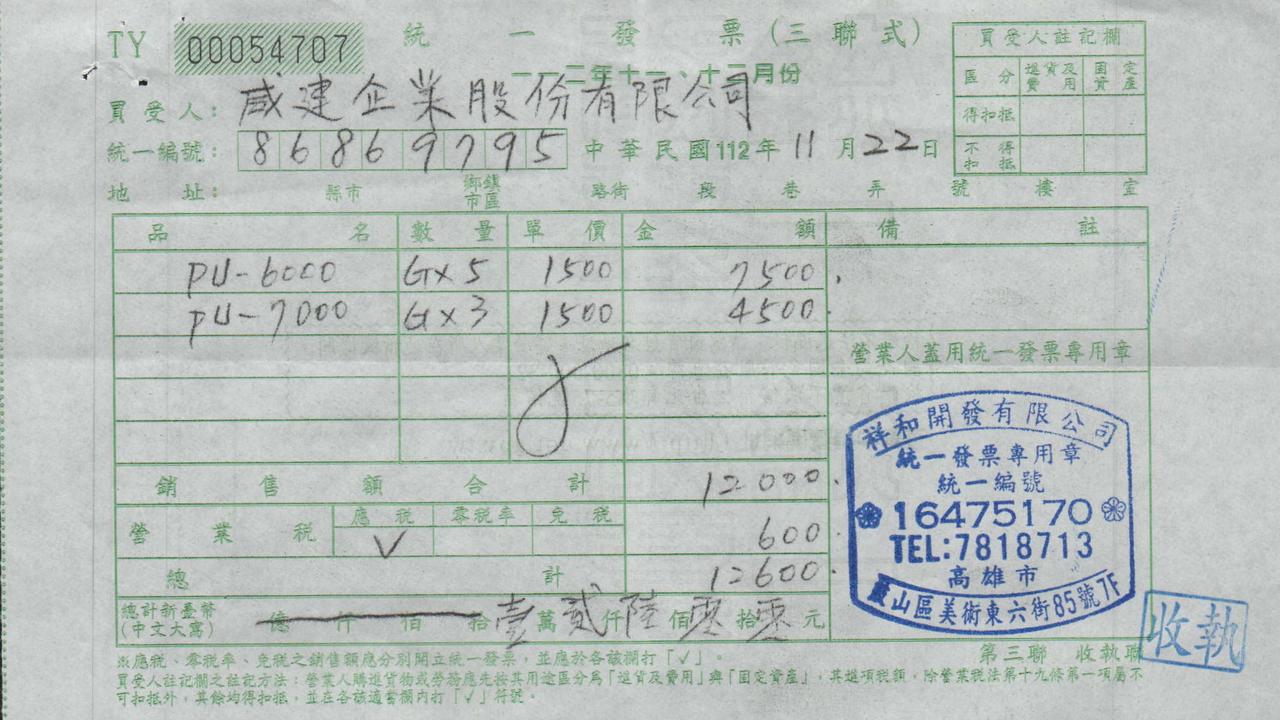 TY 00054707 統一發票(三聯式)
一一二年十一、十二月份
買受人: 威建企業股份有限公司
統一編號: 86869795 中華民國112年11月22日
地址: 縣市 鄉鎮市區 路街 段 巷 弄 號 樓 室
買受人註記欄
區分 進貨及費用 固定資產
得扣抵
不得扣抵
品名 數量 單價 金額 備註
PU-6000 G×5 1500 7500
PU-7000 G×3 1500 4500
營業人蓋用統一發票專用章
銷售額合計 12000
營業稅 應稅 零稅率 免稅
V 600
總計 12600
總計新臺幣(中文大寫) 億 仟 佰 拾 壹萬 貳仟 陸佰 零拾 零元
祥和開發有限公司
統一發票專用章
統一編號
16475170
TEL:7818713
高雄市
山區美術東六街85號7F
第三聯 收執聯
收執
※應稅、零稅率、免稅之銷售額應分別開立統一發票,並應於各該欄打「✓」。
買受人註記欄之註記方法:營業人購進貨物或勞務應先按其用途區分為「進貨及費用」與「固定資產」,其進項稅額,除營業稅法第十九條第一項屬不
可扣抵外,其餘均得扣抵,並在各該適當欄內打「✓」符號。